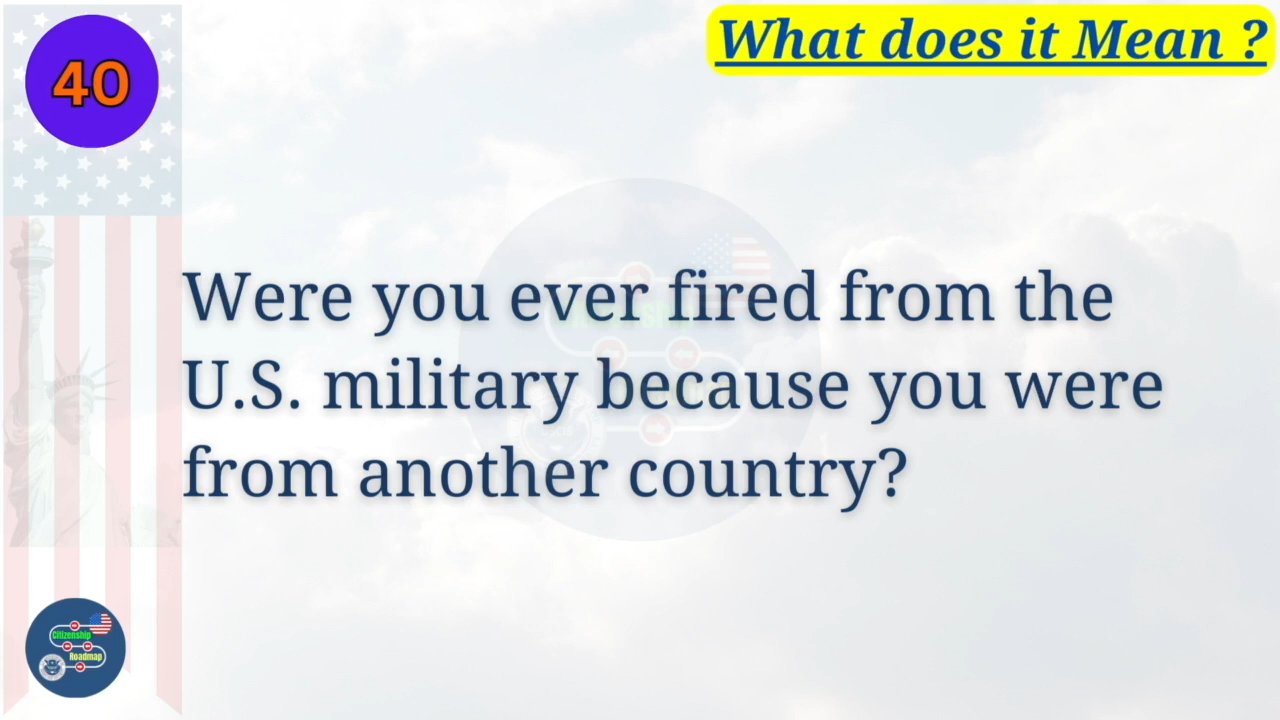 40
What does it Mean ?
Were you ever fired from the
U.S. military because you were
from another country?
Citizenship
Roadmap